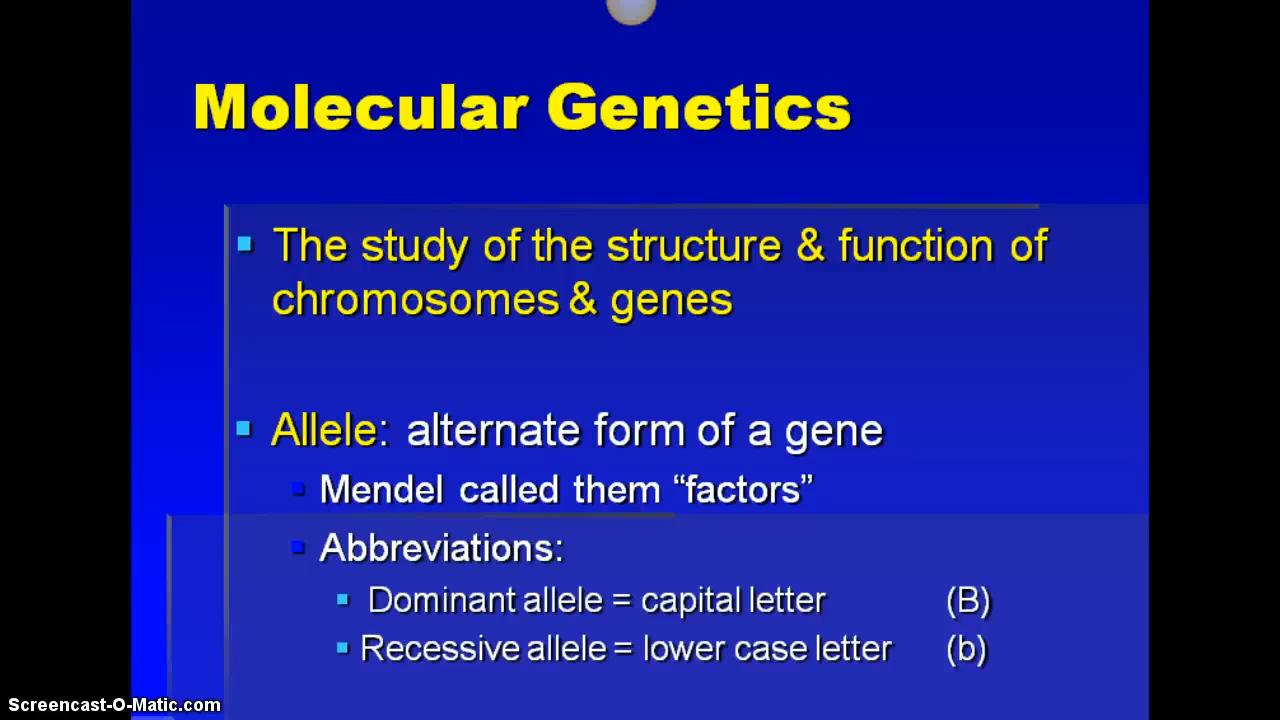 Molecular Genetics
The study of the structure & function of
chromosomes & genes
Allele: alternate form of a gene
Mendel called them “factors”
Abbreviations:
Dominant allele = capital letter (B)
Recessive allele = lower case letter (b)
Screencast-O-Matic.com